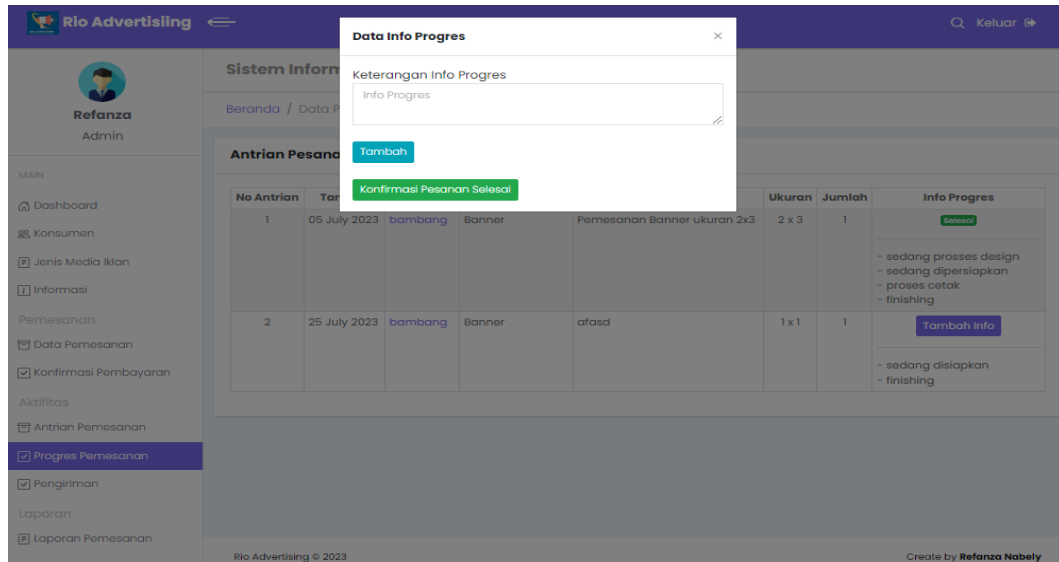 Rio Advertisiing
Keluar
Refanza
Admin
MAIN
Dashboard
Konsumen
Jenis Media Iklan
Informasi
Pemesanan
Data Pemesanan
Konfirmasi Pembayaran
Aktifitas
Antrian Pemesanan
Progres Pemesanan
Pengiriman
Laporan
Laporan Pemesanan
Sistem Inform
Beranda / Data P
Data Info Progres ×
Keterangan Info Progres
Info Progres
Tambah
Konfirmasi Pesanan Selesai
Antrian Pesana
No Antrian Tan Ukuran Jumlah Info Progres
1 05 July 2023 bambang Banner Pemesanan Banner ukuran 2x3 2 x 3 1 Selesai
- sedang prosses design
- sedang dipersiapkan
- proses cetak
- finishing
2 25 July 2023 bambang Banner afasd 1 x 1 1 Tambah Info
- sedang disiapkan
- finishing
Rio Advertising © 2023
Create by Refanza Nabely